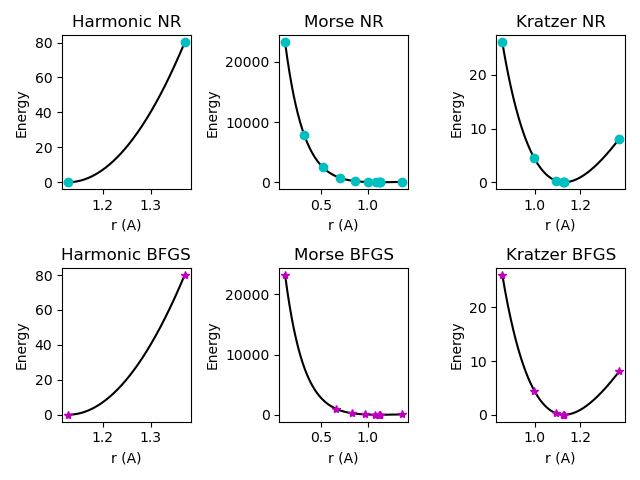 Harmonic NR
Morse NR
Kratzer NR
Energy
80
60
40
20
0
1.2
1.3
r (A)
Energy
20000
10000
0
0.5
1.0
r (A)
Energy
20
10
0
1.0
1.2
r (A)
Harmonic BFGS
Morse BFGS
Kratzer BFGS
Energy
80
60
40
20
0
1.2
1.3
r (A)
Energy
20000
10000
0
0.5
1.0
r (A)
Energy
20
10
0
1.0
1.2
r (A)